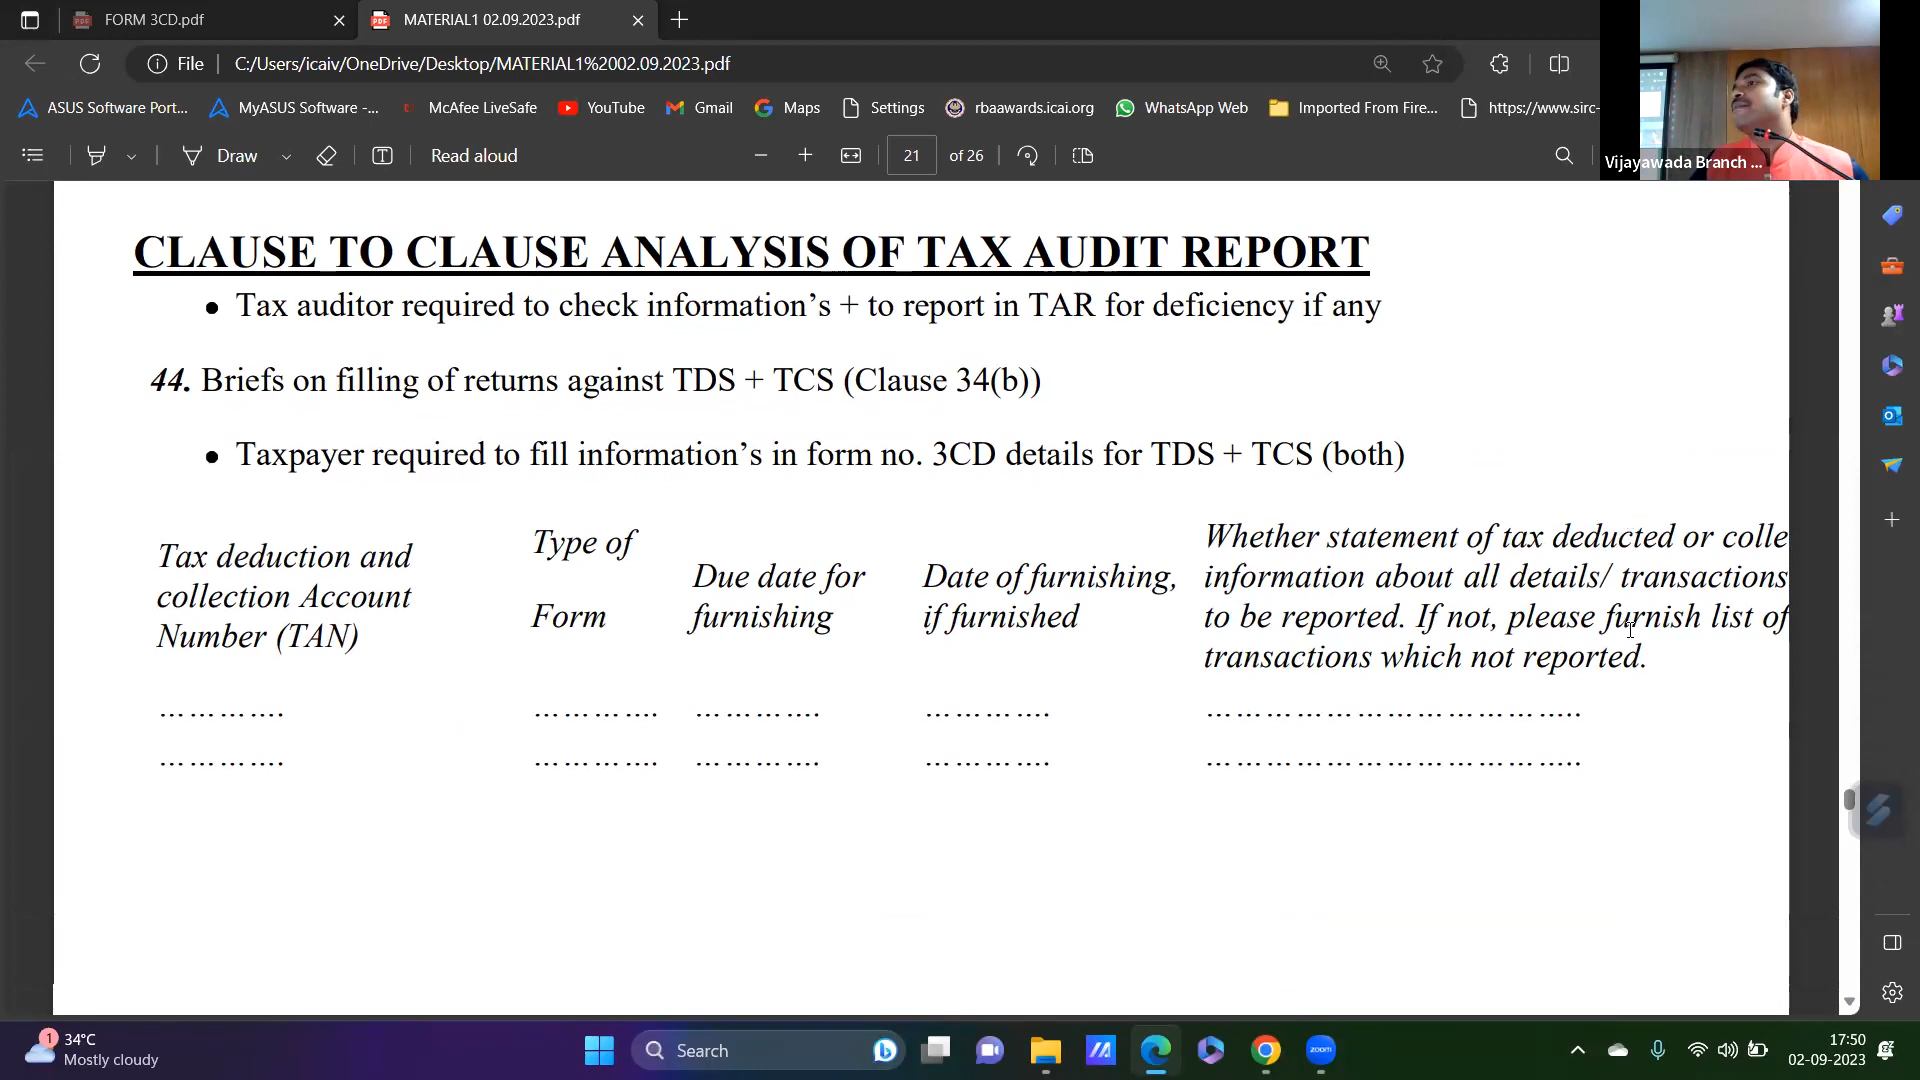 FORM 3CD.pdf
MATERIAL1 02.09.2023.pdf
File
C:/Users/icaiv/OneDrive/Desktop/MATERIAL1%2002.09.2023.pdf
ASUS Software Port...
MyASUS Software -...
McAfee LiveSafe
YouTube
Gmail
Maps
Settings
rbaawards.icai.org
WhatsApp Web
Imported From Fire...
https://www.sirc-
Draw
Read aloud
21
of 26
Vijayawada Branch ...
CLAUSE TO CLAUSE ANALYSIS OF TAX AUDIT REPORT
• Tax auditor required to check information’s + to report in TAR for deficiency if any
44. Briefs on filling of returns against TDS + TCS (Clause 34(b))
• Taxpayer required to fill information’s in form no. 3CD details for TDS + TCS (both)
Tax deduction and
collection Account
Number (TAN)
Type of
Form
Due date for
furnishing
Date of furnishing,
if furnished
Whether statement of tax deducted or colle
information about all details/ transactions
to be reported. If not, please furnish list of
transactions which not reported.
…………. …………. …………. …………. ………………………………..
…………. …………. …………. …………. ………………………………..
1
34°C
Mostly cloudy
Search
zoom
17:50
02-09-2023